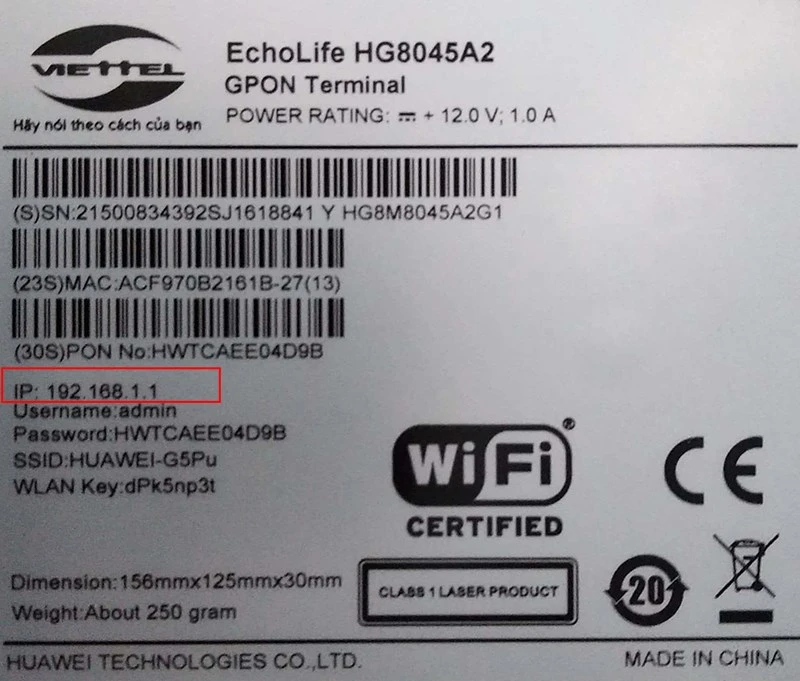 VIETTEL
Hãy nói theo cách của bạn
EchoLife HG8045A2
GPON Terminal
POWER RATING: ⎓ + 12.0 V; 1.0 A
(S)SN:21500834392SJ1618841 Y HG8M8045A2G1
(23S)MAC:ACF970B2161B-27(13)
(30S)PON No:HWTCAEE04D9B
IP: 192.168.1.1
Username:admin
Password:HWTCAEE04D9B
SSID:HUAWEI-G5Pu
WLAN Key:dPk5np3t
WiFi®
CERTIFIED
CE
Dimension:156mmx125mmx30mm
Weight:About 250 gram
CLASS 1 LASER PRODUCT
20
HUAWEI TECHNOLOGIES CO.,LTD.
MADE IN CHINA